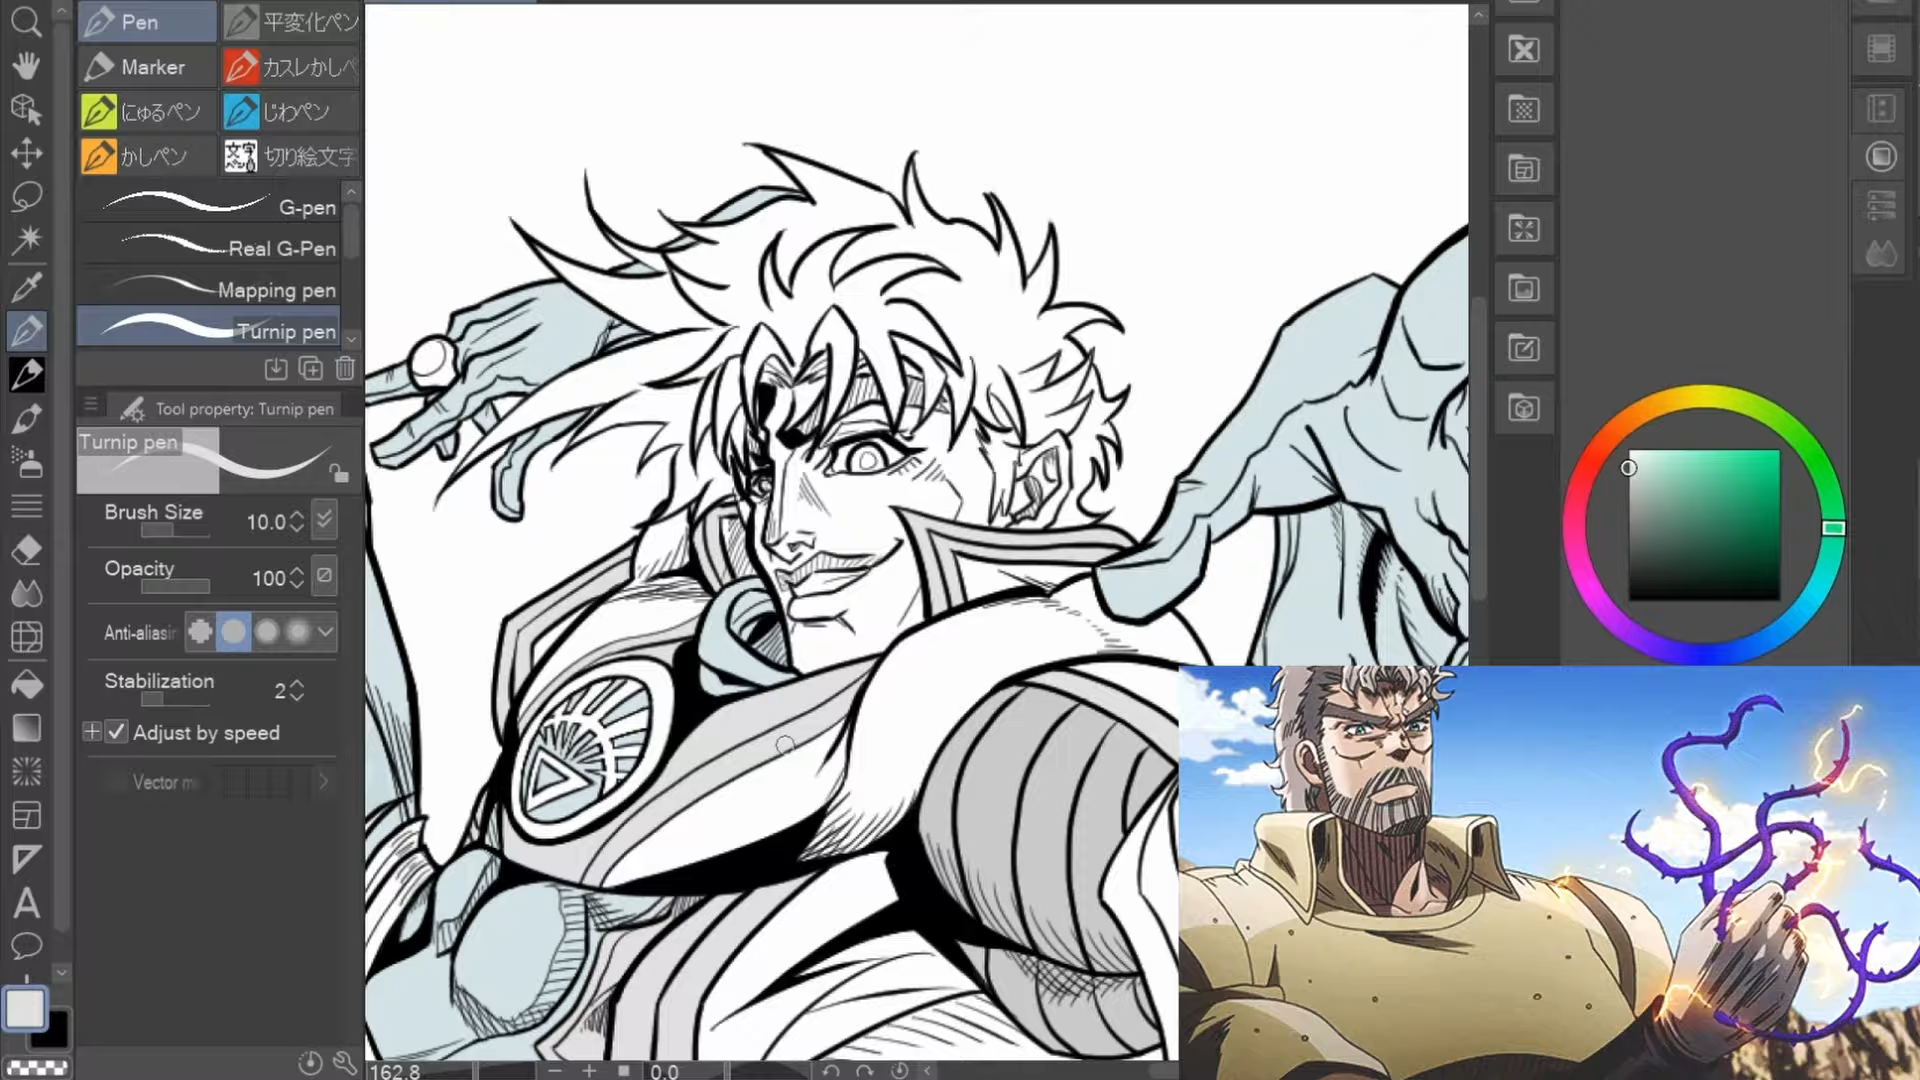 Pen
平変化ペン
Marker
カスレかしペ
にゅるペン
じわペン
かしペン
切り絵文字
G-pen
Real G-Pen
Mapping pen
Turnip pen
Tool property: Turnip pen
Turnip pen
Brush Size
10.0
Opacity
100
Anti-aliasin
Stabilization
2
Adjust by speed
Vector m
162.8
0.0